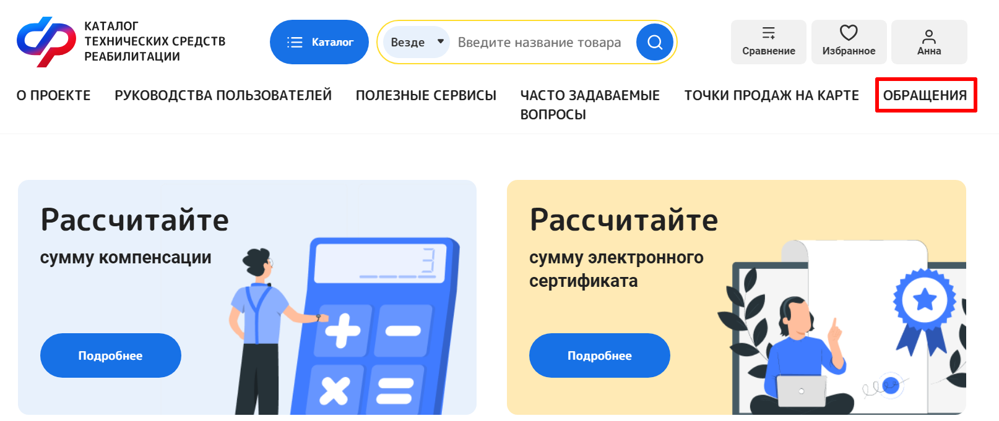 КАТАЛОГ
ТЕХНИЧЕСКИХ СРЕДСТВ
РЕАБИЛИТАЦИИ
Каталог
Везде
Введите название товара
Сравнение
Избранное
Анна
О ПРОЕКТЕ
РУКОВОДСТВА ПОЛЬЗОВАТЕЛЕЙ
ПОЛЕЗНЫЕ СЕРВИСЫ
ЧАСТО ЗАДАВАЕМЫЕ
ВОПРОСЫ
ТОЧКИ ПРОДАЖ НА КАРТЕ
ОБРАЩЕНИЯ
Рассчитайте
сумму компенсации
3
Подробнее
Рассчитайте
сумму электронного
сертификата
Подробнее